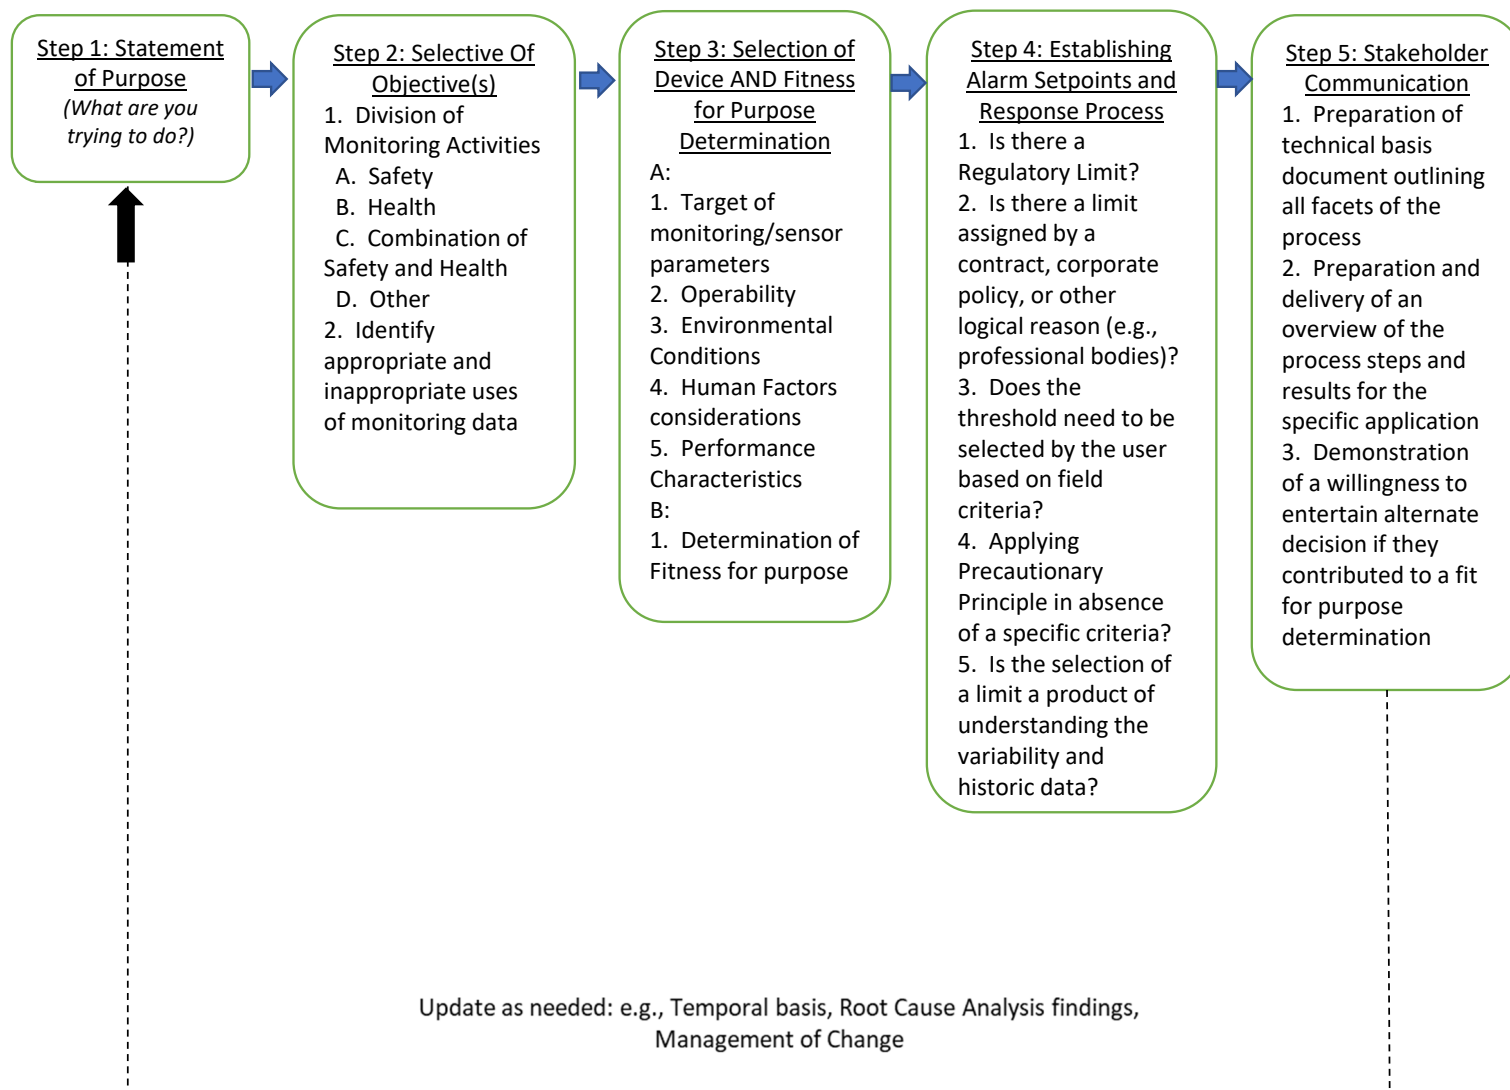 Step 1: Statement
of Purpose
(What are you
trying to do?)
Step 2: Selective Of
Objective(s)
1. Division of
Monitoring Activities
A. Safety
B. Health
C. Combination of
Safety and Health
D. Other
2. Identify
appropriate and
inappropriate uses
of monitoring data
Step 3: Selection of
Device AND Fitness
for Purpose
Determination
A:
1. Target of
monitoring/sensor
parameters
2. Operability
3. Environmental
Conditions
4. Human Factors
considerations
5. Performance
Characteristics
B:
1. Determination of
Fitness for purpose
Step 4: Establishing
Alarm Setpoints and
Response Process
1. Is there a
Regulatory Limit?
2. Is there a limit
assigned by a
contract, corporate
policy, or other
logical reason (e.g.,
professional bodies)?
3. Does the
threshold need to be
selected by the user
based on field
criteria?
4. Applying
Precautionary
Principle in absence
of a specific criteria?
5. Is the selection of
a limit a product of
understanding the
variability and
historic data?
Step 5: Stakeholder
Communication
1. Preparation of
technical basis
document outlining
all facets of the
process
2. Preparation and
delivery of an
overview of the
process steps and
results for the
specific application
3. Demonstration
of a willingness to
entertain alternate
decision if they
contributed to a fit
for purpose
determination
Update as needed: e.g., Temporal basis, Root Cause Analysis findings,
Management of Change